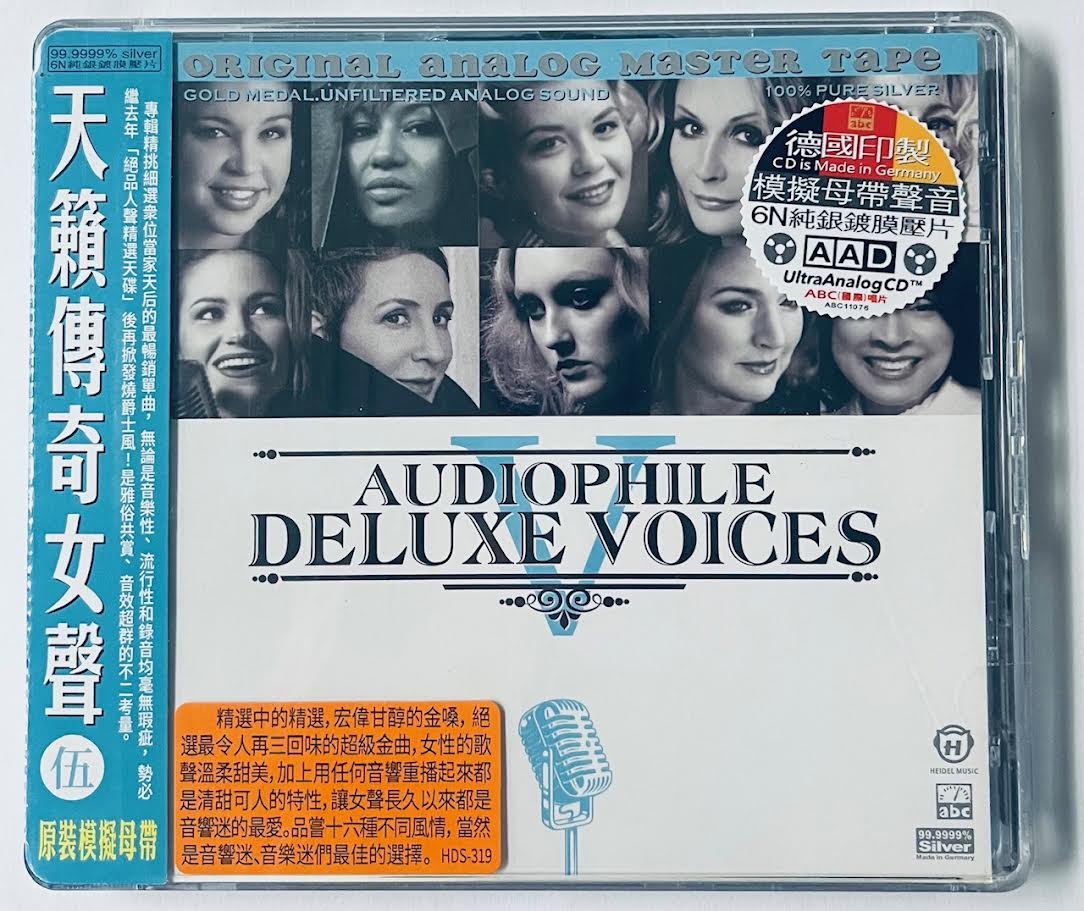 99.9999% silver
6N純銀鍍膜壓片
天籟傳奇女聲
伍
原裝模擬母帶
專輯精挑細選衆位當家天后的最暢銷單曲，無論是音樂性、流行性和錄音均毫無瑕疵，勢必
繼去年「絕品人聲精選天碟」後再掀發燒爵士風！是雅俗共賞、音效超群的不二考量。
ORIGINAL ANALOG MASTER TAPE
GOLD MEDAL.UNFILTERED ANALOG SOUND
100% PURE SILVER
abc
德國印製
CD is Made in Germany
模擬母帶聲音
6N純銀鍍膜壓片
AAD
UltraAnalogCD™
ABC(國際)唱片
ABC11076
V
AUDIOPHILE
DELUXE VOICES
精選中的精選，宏偉甘醇的金嗓，絕
選最令人再三回味的超級金曲，女性的歌
聲溫柔甜美，加上用任何音響重播起來都
是清甜可人的特性，讓女聲長久以來都是
音響迷的最愛。品嘗十六種不同風情，當然
是音響迷、音樂迷們最佳的選擇。 HDS-319
H
HEIDEL MUSIC
abc
99.9999%
Silver
Made in Germany